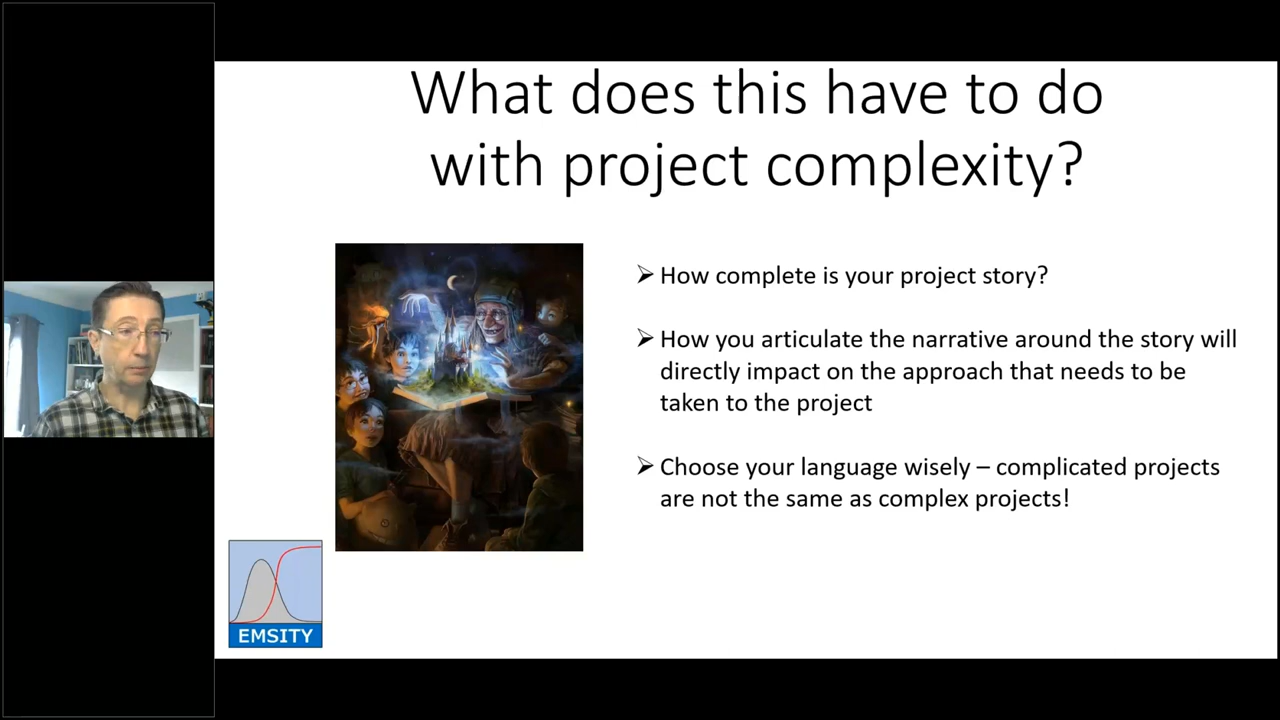 What does this have to do
with project complexity?
➢ How complete is your project story?
➢ How you articulate the narrative around the story will
directly impact on the approach that needs to be
taken to the project
➢ Choose your language wisely – complicated projects
are not the same as complex projects!
EMSITY